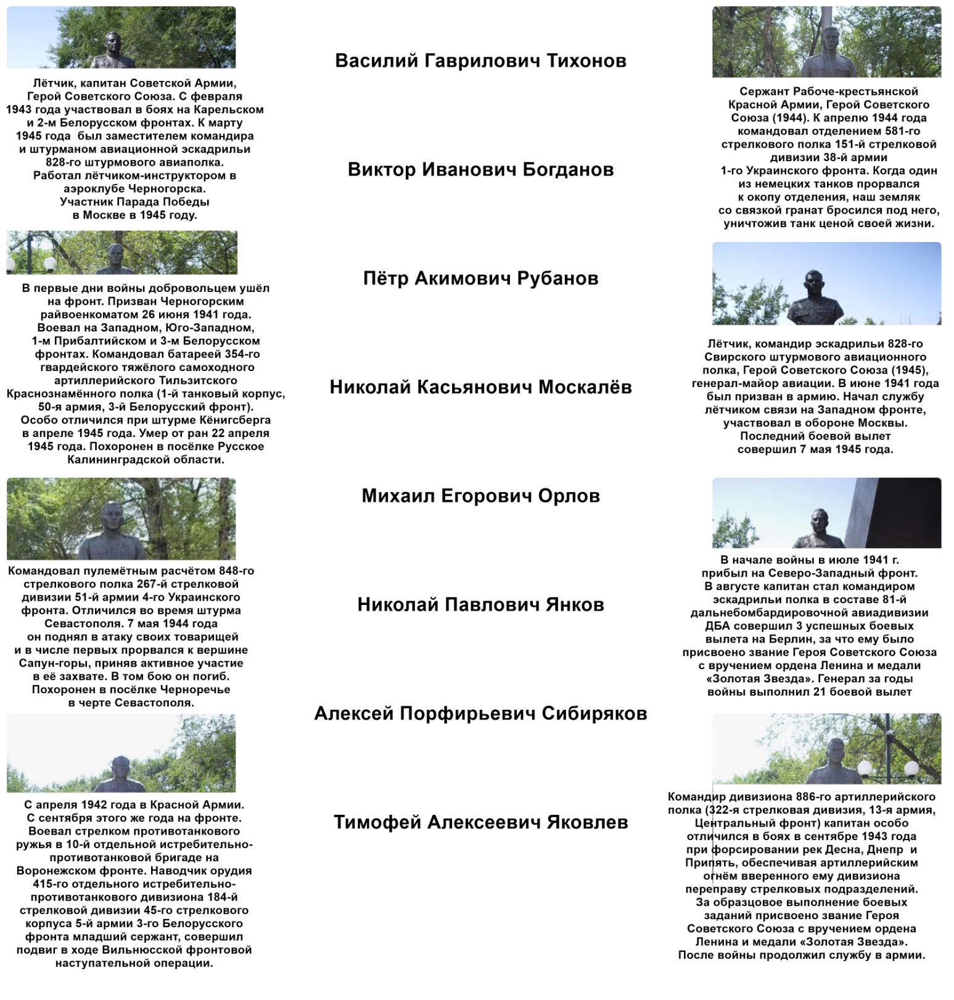 Лётчик, капитан Советской Армии,
Герой Советского Союза. С февраля
1943 года участвовал в боях на Карельском
и 2-м Белорусском фронтах. К марту
1945 года  был заместителем командира
и штурманом авиационной эскадрильи
828-го штурмового авиаполка.
Работал лётчиком-инструктором в
аэроклубе Черногорска.
Участник Парада Победы
в Москве в 1945 году.
В первые дни войны добровольцем ушёл
на фронт. Призван Черногорским
райвоенкоматом 26 июня 1941 года.
Воевал на Западном, Юго-Западном,
1-м Прибалтийском и 3-м Белорусском
фронтах. Командовал батареей 354-го
гвардейского тяжёлого самоходного
артиллерийского Тильзитского
Краснознамённого полка (1-й танковый корпус,
50-я армия, 3-й Белорусский фронт).
Особо отличился при штурме Кёнигсберга
в апреле 1945 года. Умер от ран 22 апреля
1945 года. Похоронен в посёлке Русское
Калининградской области.
Командовал пулемётным расчётом 848-го
стрелкового полка 267-й стрелковой
дивизии 51-й армии 4-го Украинского
фронта. Отличился во время штурма
Севастополя. 7 мая 1944 года
он поднял в атаку своих товарищей
и в числе первых прорвался к вершине
Сапун-горы, приняв активное участие
в её захвате. В том бою он погиб.
Похоронен в посёлке Черноречье
в черте Севастополя.
С апреля 1942 года в Красной Армии.
С сентября этого же года на фронте.
Воевал стрелком противотанкового
ружья в 10-й отдельной истребительно-
противотанковой бригаде на
Воронежском фронте. Наводчик орудия
415-го отдельного истребительно-
противотанкового дивизиона 184-й
стрелковой дивизии 45-го стрелкового
корпуса 5-й армии 3-го Белорусского
фронта младший сержант, совершил
подвиг в ходе Вильнюсской фронтовой
наступательной операции.
Василий Гаврилович Тихонов
Виктор Иванович Богданов
Пётр Акимович Рубанов
Николай Касьянович Москалёв
Михаил Егорович Орлов
Николай Павлович Янков
Алексей Порфирьевич Сибиряков
Тимофей Алексеевич Яковлев
Сержант Рабоче-крестьянской
Красной Армии, Герой Советского
Союза (1944). К апрелю 1944 года
командовал отделением 581-го
стрелкового полка 151-й стрелковой
дивизии 38-й армии
1-го Украинского фронта. Когда один
из немецких танков прорвался
к окопу отделения, наш земляк
со связкой гранат бросился под него,
уничтожив танк ценой своей жизни.
Лётчик, командир эскадрильи 828-го
Свирского штурмового авиационного
полка, Герой Советского Союза (1945),
генерал-майор авиации. В июне 1941 года
был призван в армию. Начал службу
лётчиком связи на Западном фронте,
участвовал в обороне Москвы.
Последний боевой вылет
совершил 7 мая 1945 года.
В начале войны в июле 1941 г.
прибыл на Северо-Западный фронт.
В августе капитан стал командиром
эскадрильи полка в составе 81-й
дальнебомбардировочной авиадивизии
ДБА совершил 3 успешных боевых
вылета на Берлин, за что ему было
присвоено звание Героя Советского Союза
с вручением ордена Ленина и медали
«Золотая Звезда». Генерал за годы
войны выполнил 21 боевой вылет
Командир дивизиона 886-го артиллерийского
полка (322-я стрелковая дивизия, 13-я армия,
Центральный фронт) капитан особо
отличился в боях в сентябре 1943 года
при форсировании рек Десна, Днепр  и
Припять, обеспечивая артиллерийским
огнём вверенного ему дивизиона
переправу стрелковых подразделений.
За образцовое выполнение боевых
заданий присвоено звание Героя
Советского Союза с вручением ордена
Ленина и медали «Золотая Звезда».
После войны продолжил службу в армии.